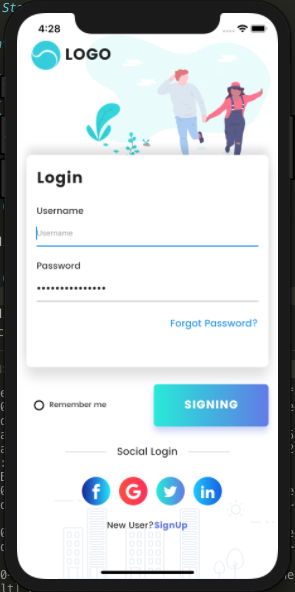 4:28
LOGO
Login
Username
Username
Password
Forgot Password?
Remember me
SIGNING
Social Login
f G in
New User?SignUp